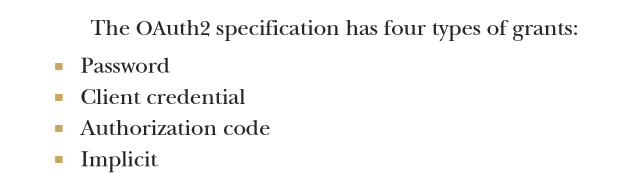 The OAuth2 specification has four types of grants:
■ Password
■ Client credential
■ Authorization code
■ Implicit